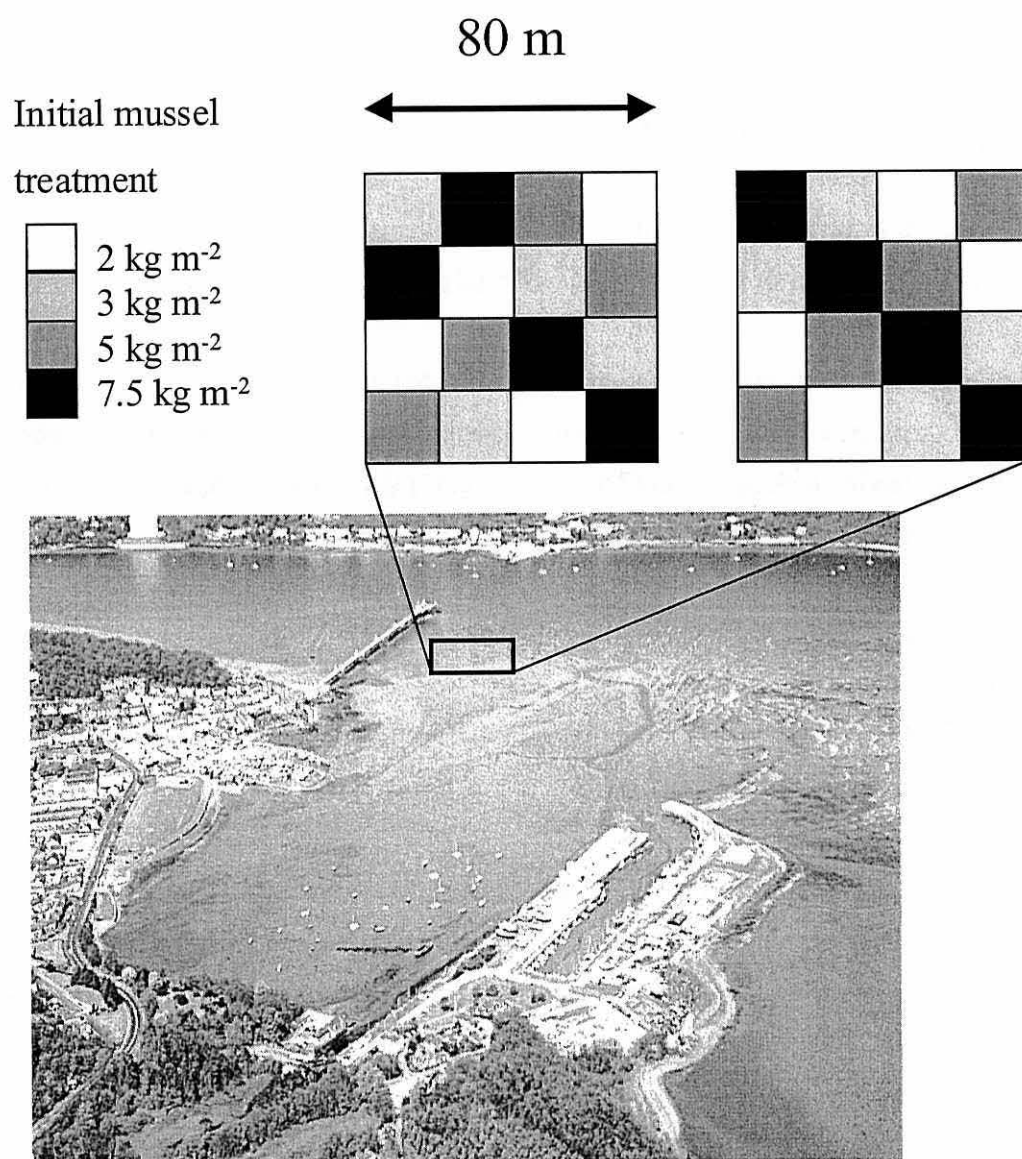 80 m
Initial mussel
treatment
2 kg m⁻²
3 kg m⁻²
5 kg m⁻²
7.5 kg m⁻²